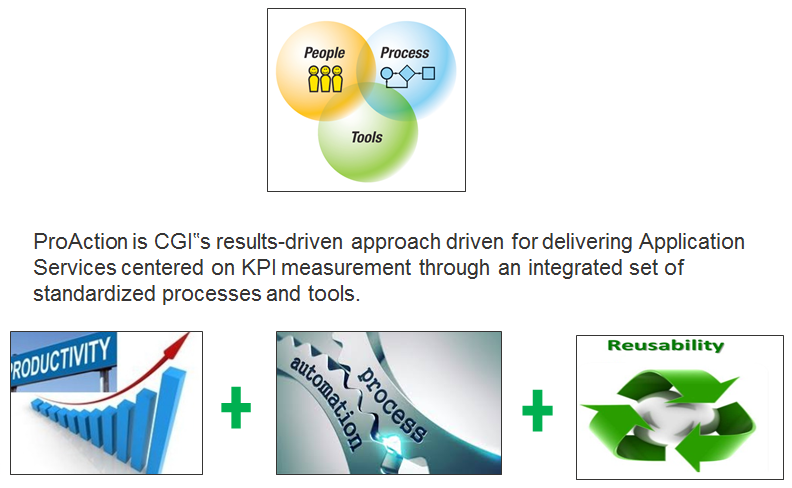 People
Process
Tools
ProAction is CGI‟s results-driven approach driven for delivering Application
Services centered on KPI measurement through an integrated set of
standardized processes and tools.
PRODUCTIVITY
process
automation
Reusability